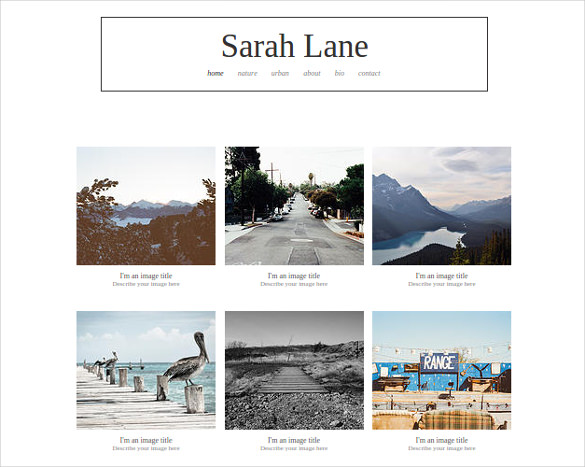 Sarah Lane
home nature urban about bio contact
I'm an image title I'm an image title I'm an image title
Describe your image here Describe your image here Describe your image here
RANGE
I'm an image title I'm an image title I'm an image title
Describe your image here Describe your image here Describe your image here